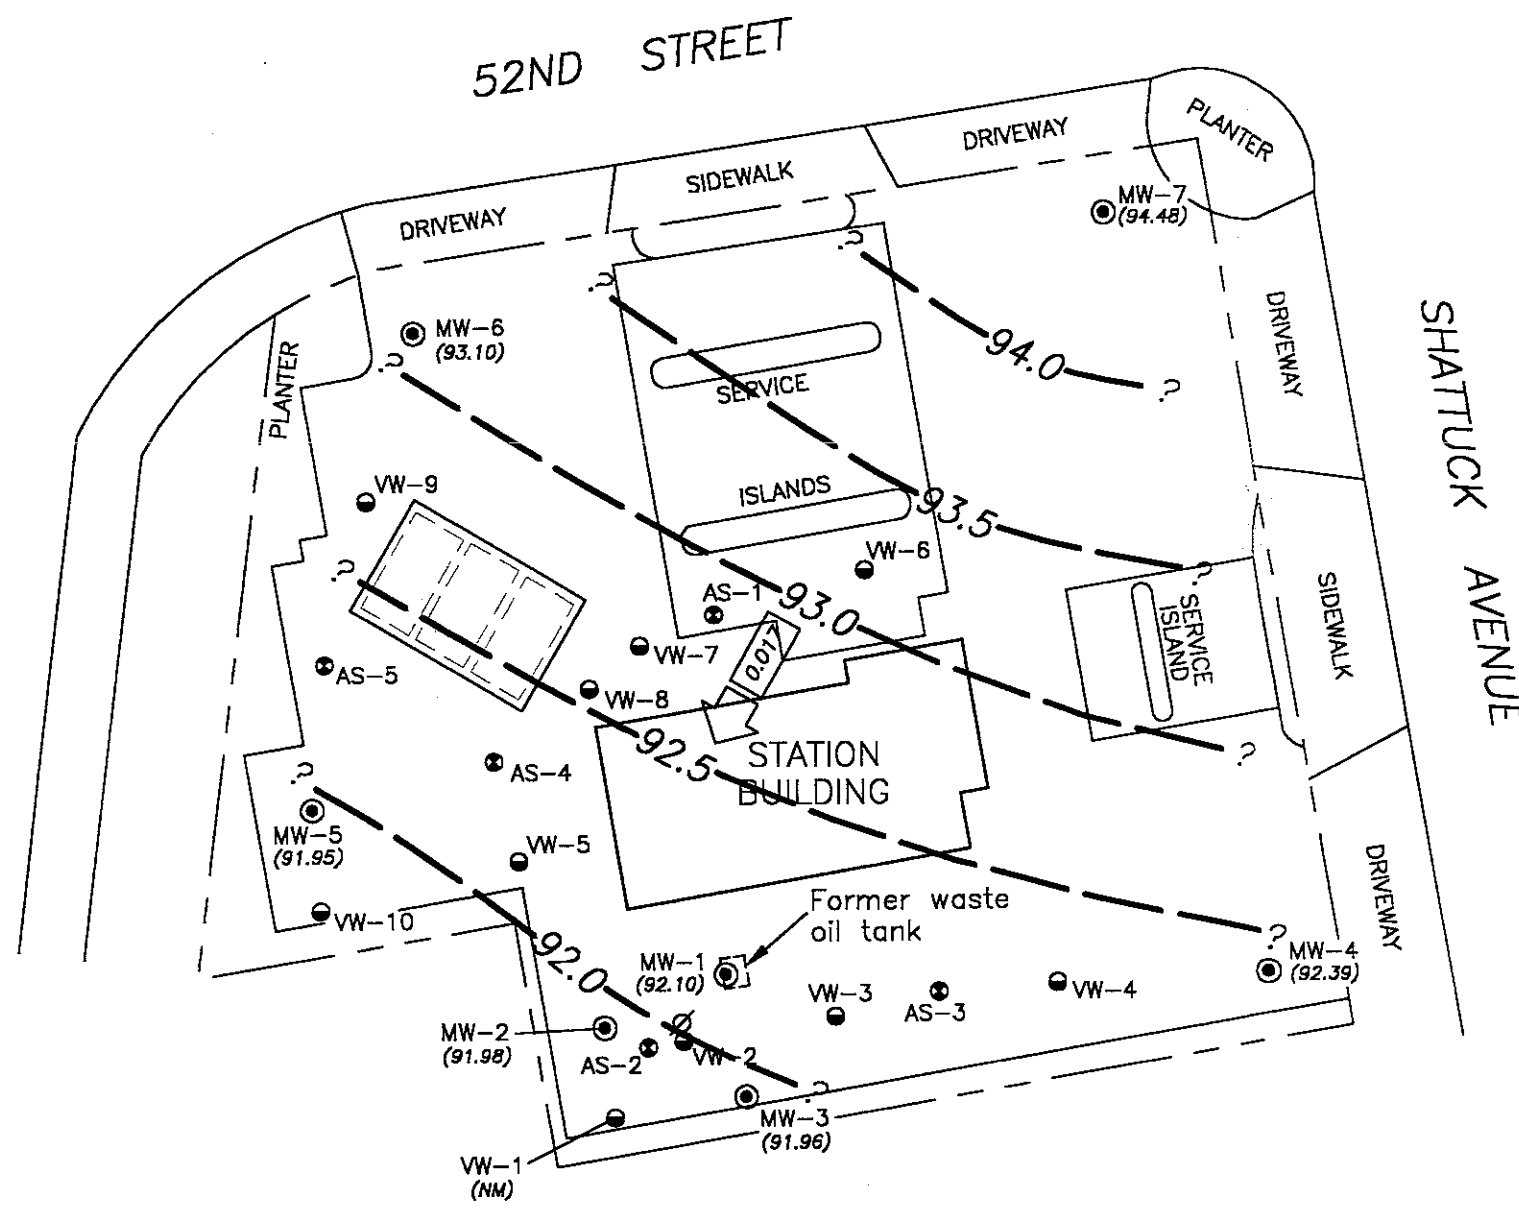 52ND STREET
DRIVEWAY
SIDEWALK
DRIVEWAY
PLANTER
MW-7
(94.48)
?
?
MW-6
(93.10)
?
PLANTER
SERVICE
ISLANDS
94.0
?
DRIVEWAY
SHATTUCK AVENUE
VW-9
93.5
?
VW-6
AS-1
93.0
SERVICE
ISLAND
SIDEWALK
?
AS-5
VW-7
0.01
VW-8
92.5
STATION
BUILDING
?
?
AS-4
MW-5
(91.95)
VW-5
VW-10
92.0
Former waste
oil tank
MW-1
(92.10)
VW-3
AS-3
VW-4
?
MW-4
(92.39)
DRIVEWAY
MW-2
(91.98)
AS-2
VW-2
?
MW-3
(91.96)
VW-1
(NM)